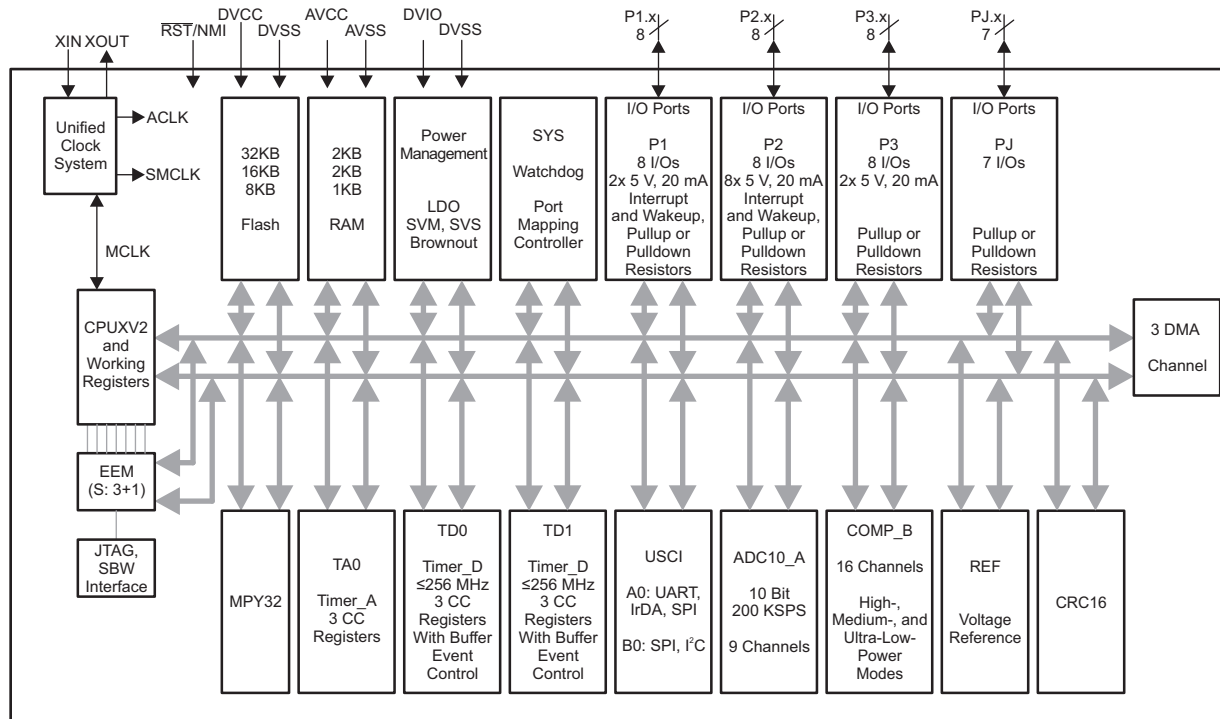 XIN XOUT
RST/NMI
DVCC
DVSS
AVCC
AVSS
DVIO
DVSS
P1.x
8
P2.x
8
P3.x
8
PJ.x
7
Unified
Clock
System
ACLK
SMCLK
MCLK
32KB
16KB
8KB
Flash
2KB
2KB
1KB
RAM
Power
Management
LDO
SVM, SVS
Brownout
SYS
Watchdog
Port
Mapping
Controller
I/O Ports
P1
8 I/Os
2x 5 V, 20 mA
Interrupt
and Wakeup,
Pullup or
Pulldown
Resistors
I/O Ports
P2
8 I/Os
8x 5 V, 20 mA
Interrupt
and Wakeup,
Pullup or
Pulldown
Resistors
I/O Ports
P3
8 I/Os
2x 5 V, 20 mA
Pullup or
Pulldown
Resistors
I/O Ports
PJ
7 I/Os
Pullup or
Pulldown
Resistors
CPUXV2
and
Working
Registers
3 DMA
Channel
EEM
(S: 3+1)
JTAG,
SBW
Interface
MPY32
TA0
Timer_A
3 CC
Registers
TD0
Timer_D
≤256 MHz
3 CC
Registers
With Buffer
Event
Control
TD1
Timer_D
≤256 MHz
3 CC
Registers
With Buffer
Event
Control
USCI
A0: UART,
IrDA, SPI
B0: SPI, I²C
ADC10_A
10 Bit
200 KSPS
9 Channels
COMP_B
16 Channels
High-,
Medium-, and
Ultra-Low-
Power
Modes
REF
Voltage
Reference
CRC16